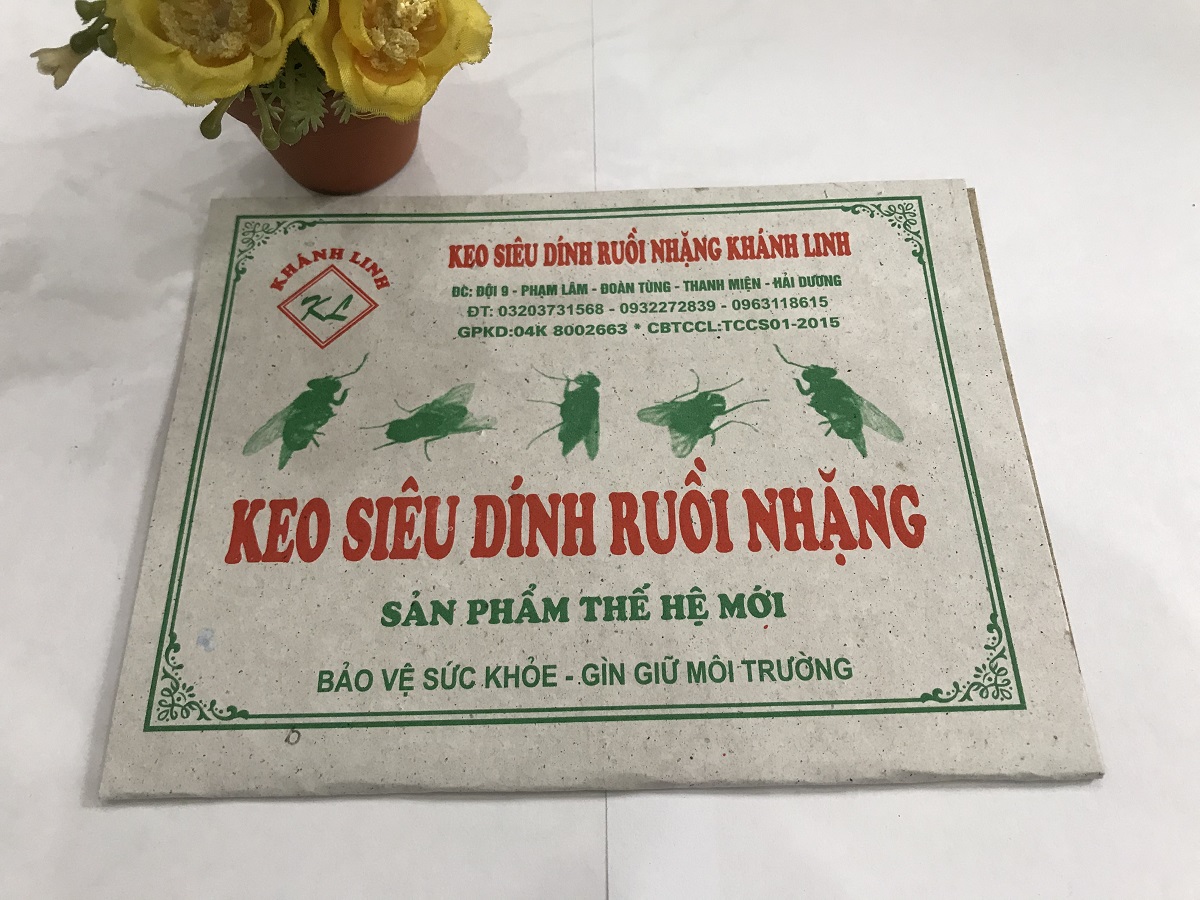 KHÁNH LINH
KL
KEO SIÊU DÍNH RUỒI NHẶNG KHÁNH LINH
ĐC: ĐỘI 9 - PHẠM LÂM - ĐOÀN TÙNG - THANH MIỆN - HẢI DƯƠNG
ĐT: 03203731568 - 0932272839 - 0963118615
GPKD:04K 8002663 * CBTCCL:TCCS01-2015
KEO SIÊU DÍNH RUỒI NHẶNG
SẢN PHẨM THẾ HỆ MỚI
BẢO VỆ SỨC KHỎE - GÌN GIỮ MÔI TRƯỜNG